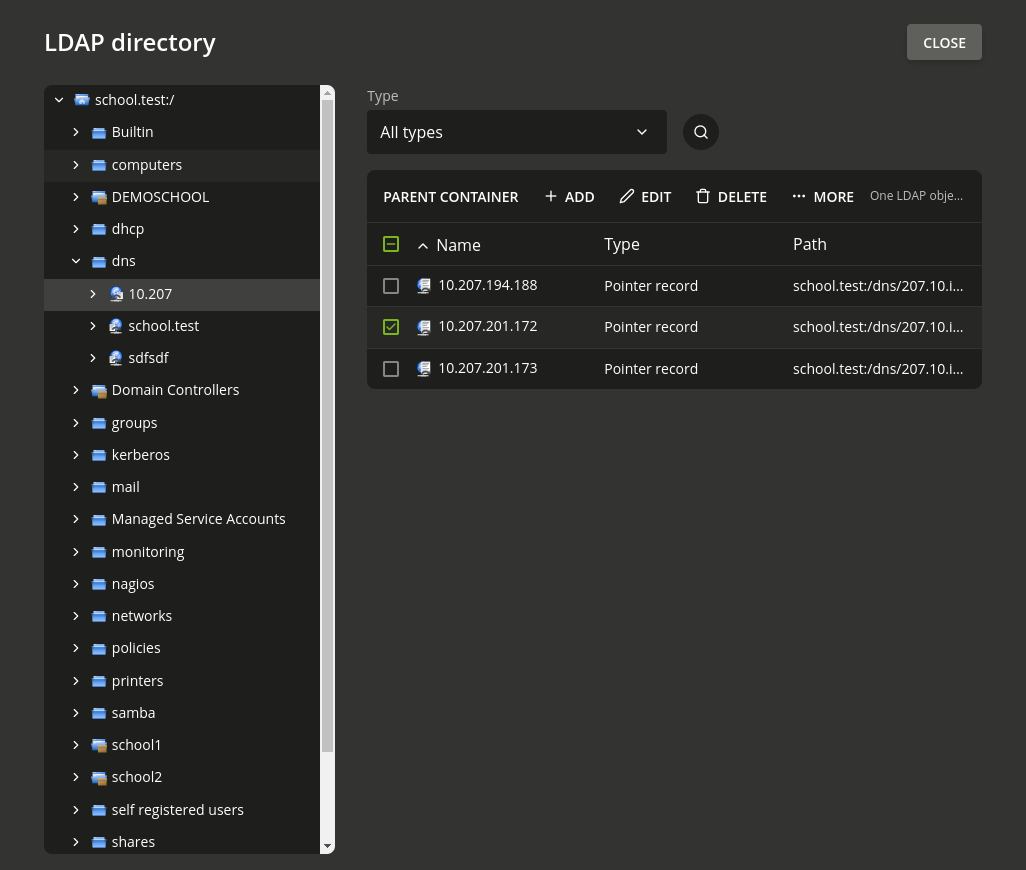 LDAP directory
CLOSE
school.test:/
Builtin
computers
DEMOSCHOOL
dhcp
dns
10.207
school.test
sdfsdf
Domain Controllers
groups
kerberos
mail
Managed Service Accounts
monitoring
nagios
networks
policies
printers
samba
school1
school2
self registered users
shares
Type
All types
PARENT CONTAINER ADD EDIT DELETE MORE One LDAP obje...
Name Type Path
10.207.194.188 Pointer record school.test:/dns/207.10.i...
10.207.201.172 Pointer record school.test:/dns/207.10.i...
10.207.201.173 Pointer record school.test:/dns/207.10.i...